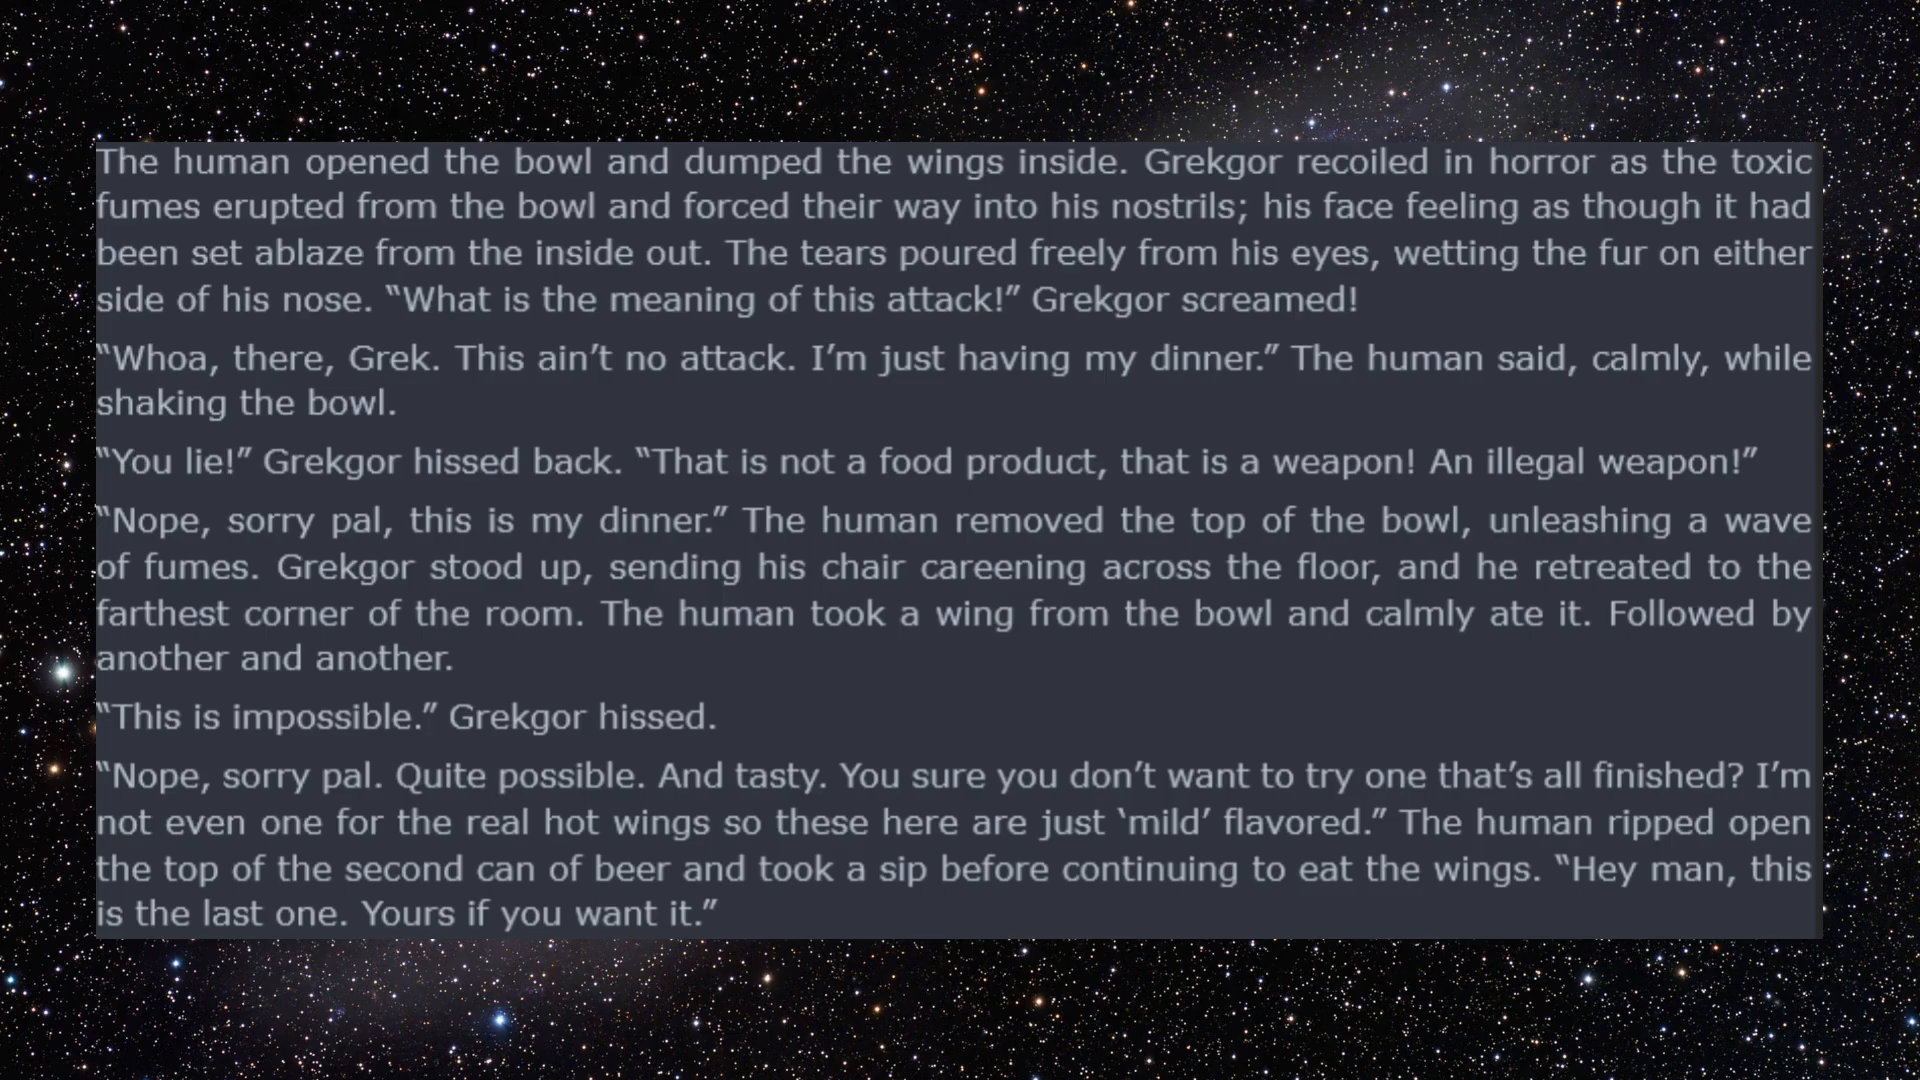 The human opened the bowl and dumped the wings inside. Grekgor recoiled in horror as the toxic
fumes erupted from the bowl and forced their way into his nostrils; his face feeling as though it had
been set ablaze from the inside out. The tears poured freely from his eyes, wetting the fur on either
side of his nose. “What is the meaning of this attack!” Grekgor screamed!
“Whoa, there, Grek. This ain’t no attack. I’m just having my dinner.” The human said, calmly, while
shaking the bowl.
“You lie!” Grekgor hissed back. “That is not a food product, that is a weapon! An illegal weapon!”
“Nope, sorry pal, this is my dinner.” The human removed the top of the bowl, unleashing a wave
of fumes. Grekgor stood up, sending his chair careening across the floor, and he retreated to the
farthest corner of the room. The human took a wing from the bowl and calmly ate it. Followed by
another and another.
“This is impossible.” Grekgor hissed.
“Nope, sorry pal. Quite possible. And tasty. You sure you don’t want to try one that’s all finished? I’m
not even one for the real hot wings so these here are just ‘mild’ flavored.” The human ripped open
the top of the second can of beer and took a sip before continuing to eat the wings. “Hey man, this
is the last one. Yours if you want it.”